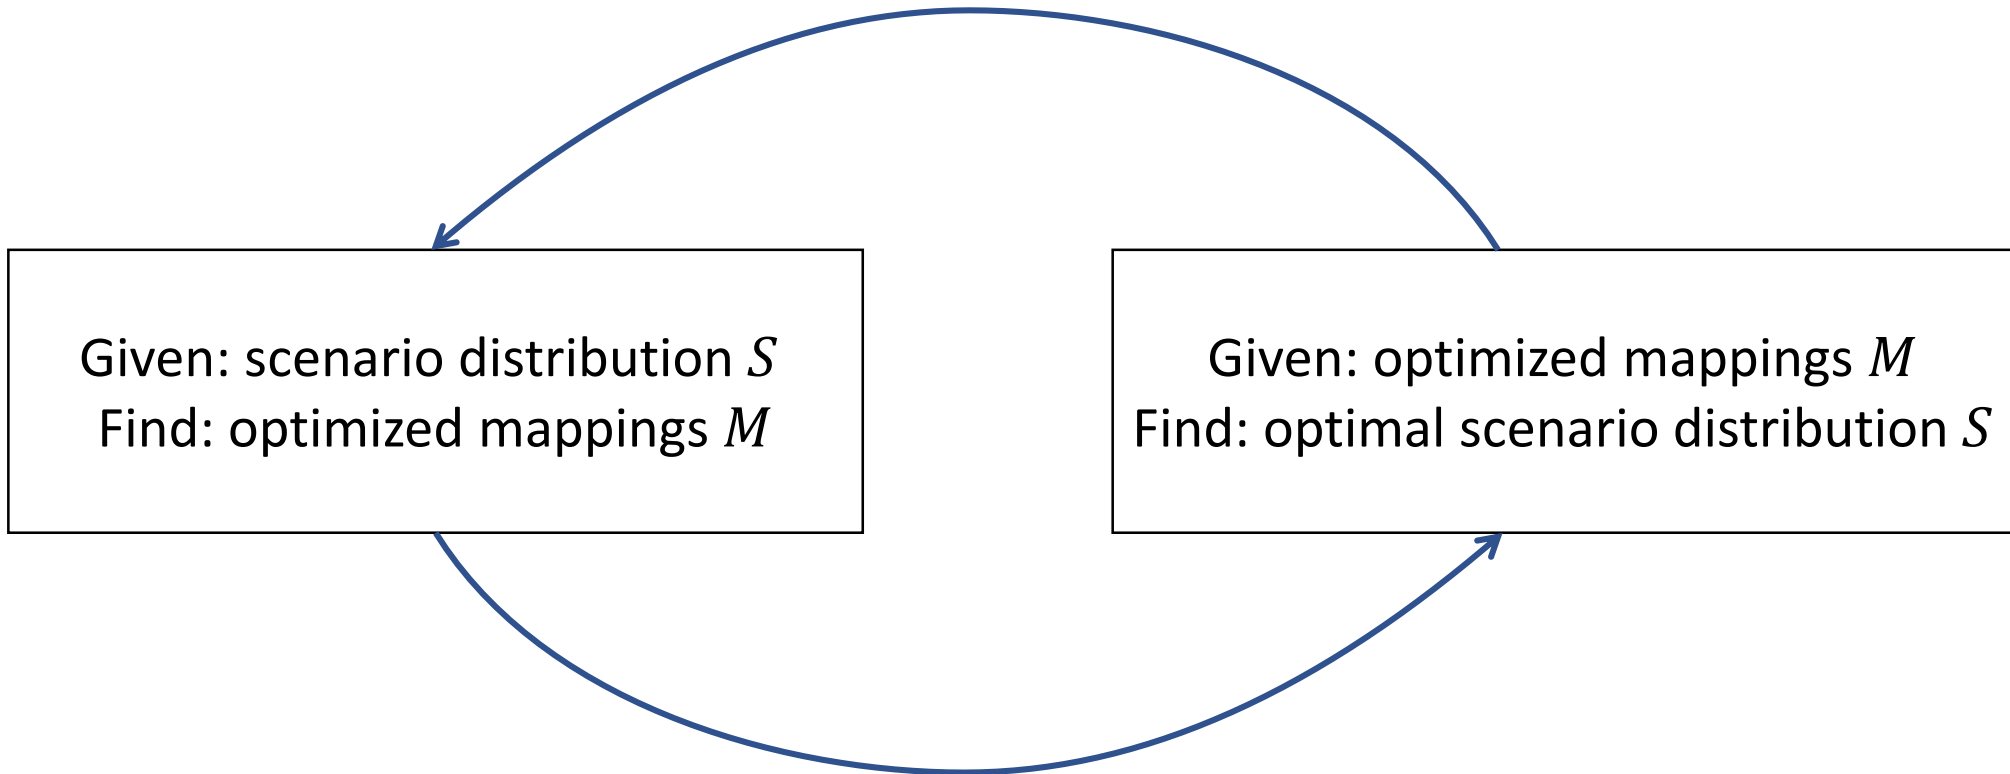 Given: scenario distribution S
Find: optimized mappings M
Given: optimized mappings M
Find: optimal scenario distribution S